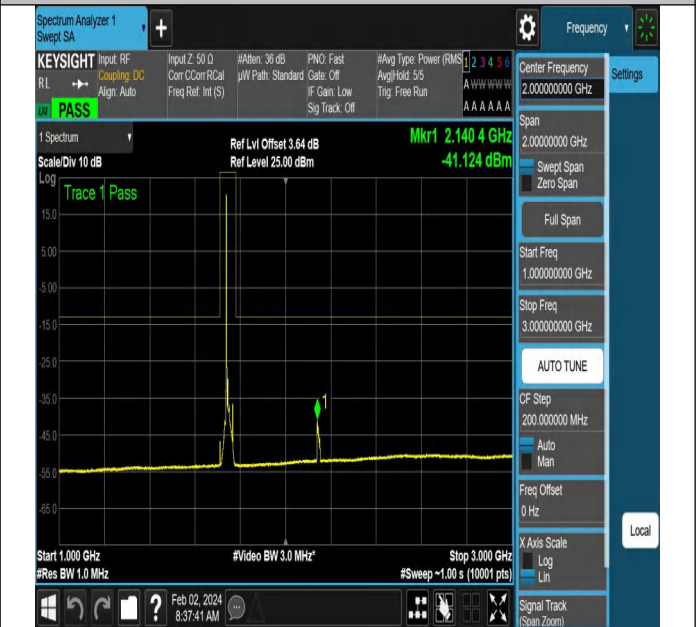 Spectrum Analyzer 1
Swept SA
+
Frequency
KEYSIGHT
RL
Input: RF
Coupling: DC
Align: Auto
Input Z: 50 Ω
Corr CCorr RCal
Freq Ref: Int (S)
#Atten: 36 dB
µW Path: Standard
PNO: Fast
Gate: Off
IF Gain: Low
Sig Track: Off
#Avg Type: Power (RMS
Avg|Hold: 5/5
Trig: Free Run
1 2 3 4 5 6
A W W W W W
A A A A A A
PASS
1 Spectrum
Scale/Div 10 dB
Log
Ref Lvl Offset 3.64 dB
Ref Level 25.00 dBm
Mkr1 2.140 4 GHz
-41.124 dBm
Trace 1 Pass
15.0
5.00
-5.00
-15.0
-25.0
-35.0
-45.0
-55.0
-65.0
1
Start 1.000 GHz
#Res BW 1.0 MHz
#Video BW 3.0 MHz*
Stop 3.000 GHz
#Sweep ~1.00 s (10001 pts)
?
Feb 02, 2024
8:37:41 AM
Center Frequency
2.000000000 GHz
Span
2.00000000 GHz
Swept Span
Zero Span
Full Span
Start Freq
1.000000000 GHz
Stop Freq
3.000000000 GHz
AUTO TUNE
CF Step
200.000000 MHz
Auto
Man
Freq Offset
0 Hz
X Axis Scale
Log
Lin
Signal Track
(Span Zoom)
Settings
Local